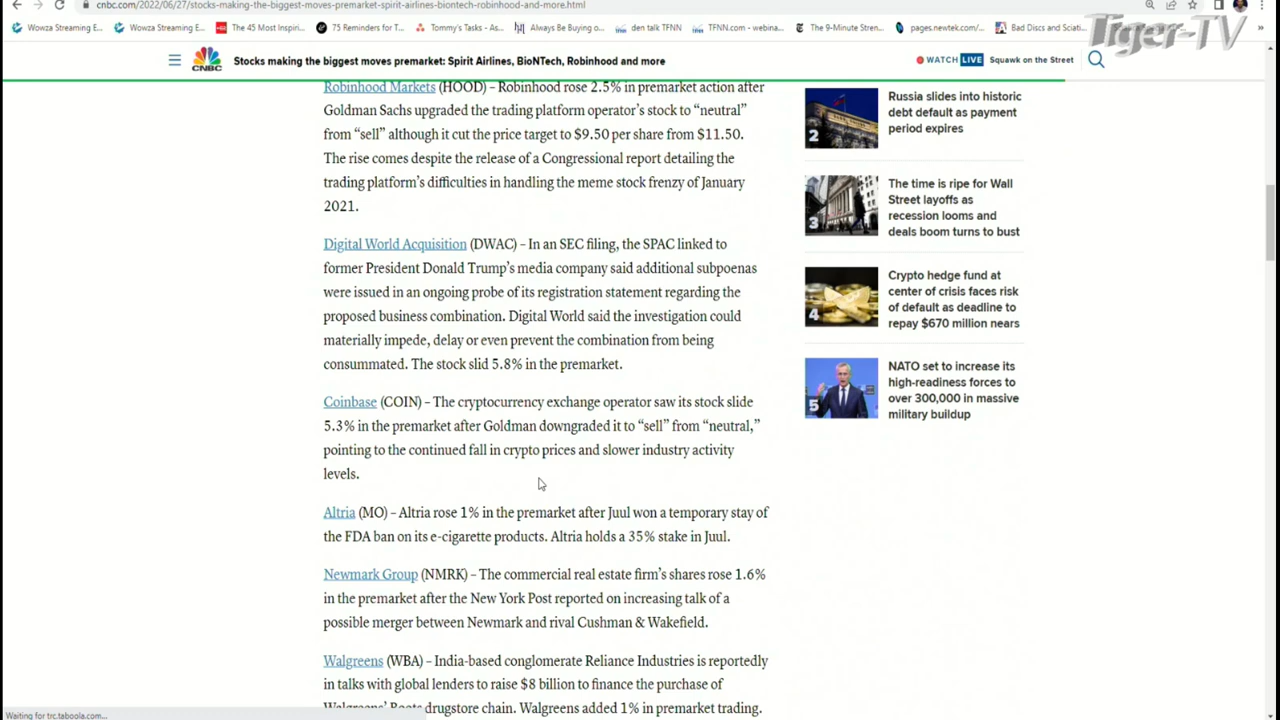 cnbc.com/2022/06/27/stocks-making-the-biggest-moves-premarket-spirit-airlines-biontech-robinhood-and-more.html
Wowza Streaming E... Wowza Streaming E... The 45 Most Inspiri... 75 Reminders for T... Tommy's Tasks - As... Always Be Buying o... den talk TFNN TFNN.com - webina... The 9-Minute Stren... pages.newtek.com/... Bad Discs and Sciati...
Tiger-TV
CNBC
Stocks making the biggest moves premarket: Spirit Airlines, BioNTech, Robinhood and more
WATCH LIVE Squawk on the Street
Robinhood Markets (HOOD) – Robinhood rose 2.5% in premarket action after
Goldman Sachs upgraded the trading platform operator's stock to “neutral”
from “sell” although it cut the price target to $9.50 per share from $11.50.
The rise comes despite the release of a Congressional report detailing the
trading platform's difficulties in handling the meme stock frenzy of January
2021.
Digital World Acquisition (DWAC) – In an SEC filing, the SPAC linked to
former President Donald Trump's media company said additional subpoenas
were issued in an ongoing probe of its registration statement regarding the
proposed business combination. Digital World said the investigation could
materially impede, delay or even prevent the combination from being
consummated. The stock slid 5.8% in the premarket.
Coinbase (COIN) – The cryptocurrency exchange operator saw its stock slide
5.3% in the premarket after Goldman downgraded it to “sell” from “neutral,”
pointing to the continued fall in crypto prices and slower industry activity
levels.
Altria (MO) – Altria rose 1% in the premarket after Juul won a temporary stay of
the FDA ban on its e-cigarette products. Altria holds a 35% stake in Juul.
Newmark Group (NMRK) – The commercial real estate firm's shares rose 1.6%
in the premarket after the New York Post reported on increasing talk of a
possible merger between Newmark and rival Cushman & Wakefield.
Walgreens (WBA) – India-based conglomerate Reliance Industries is reportedly
in talks with global lenders to raise $8 billion to finance the purchase of
Walgreens' Boots drugstore chain. Walgreens added 1% in premarket trading.
2
Russia slides into historic
debt default as payment
period expires
3
The time is ripe for Wall
Street layoffs as
recession looms and
deals boom turns to bust
4
Crypto hedge fund at
center of crisis faces risk
of default as deadline to
repay $670 million nears
5
NATO set to increase its
high-readiness forces to
over 300,000 in massive
military buildup
Waiting for trc.taboola.com...